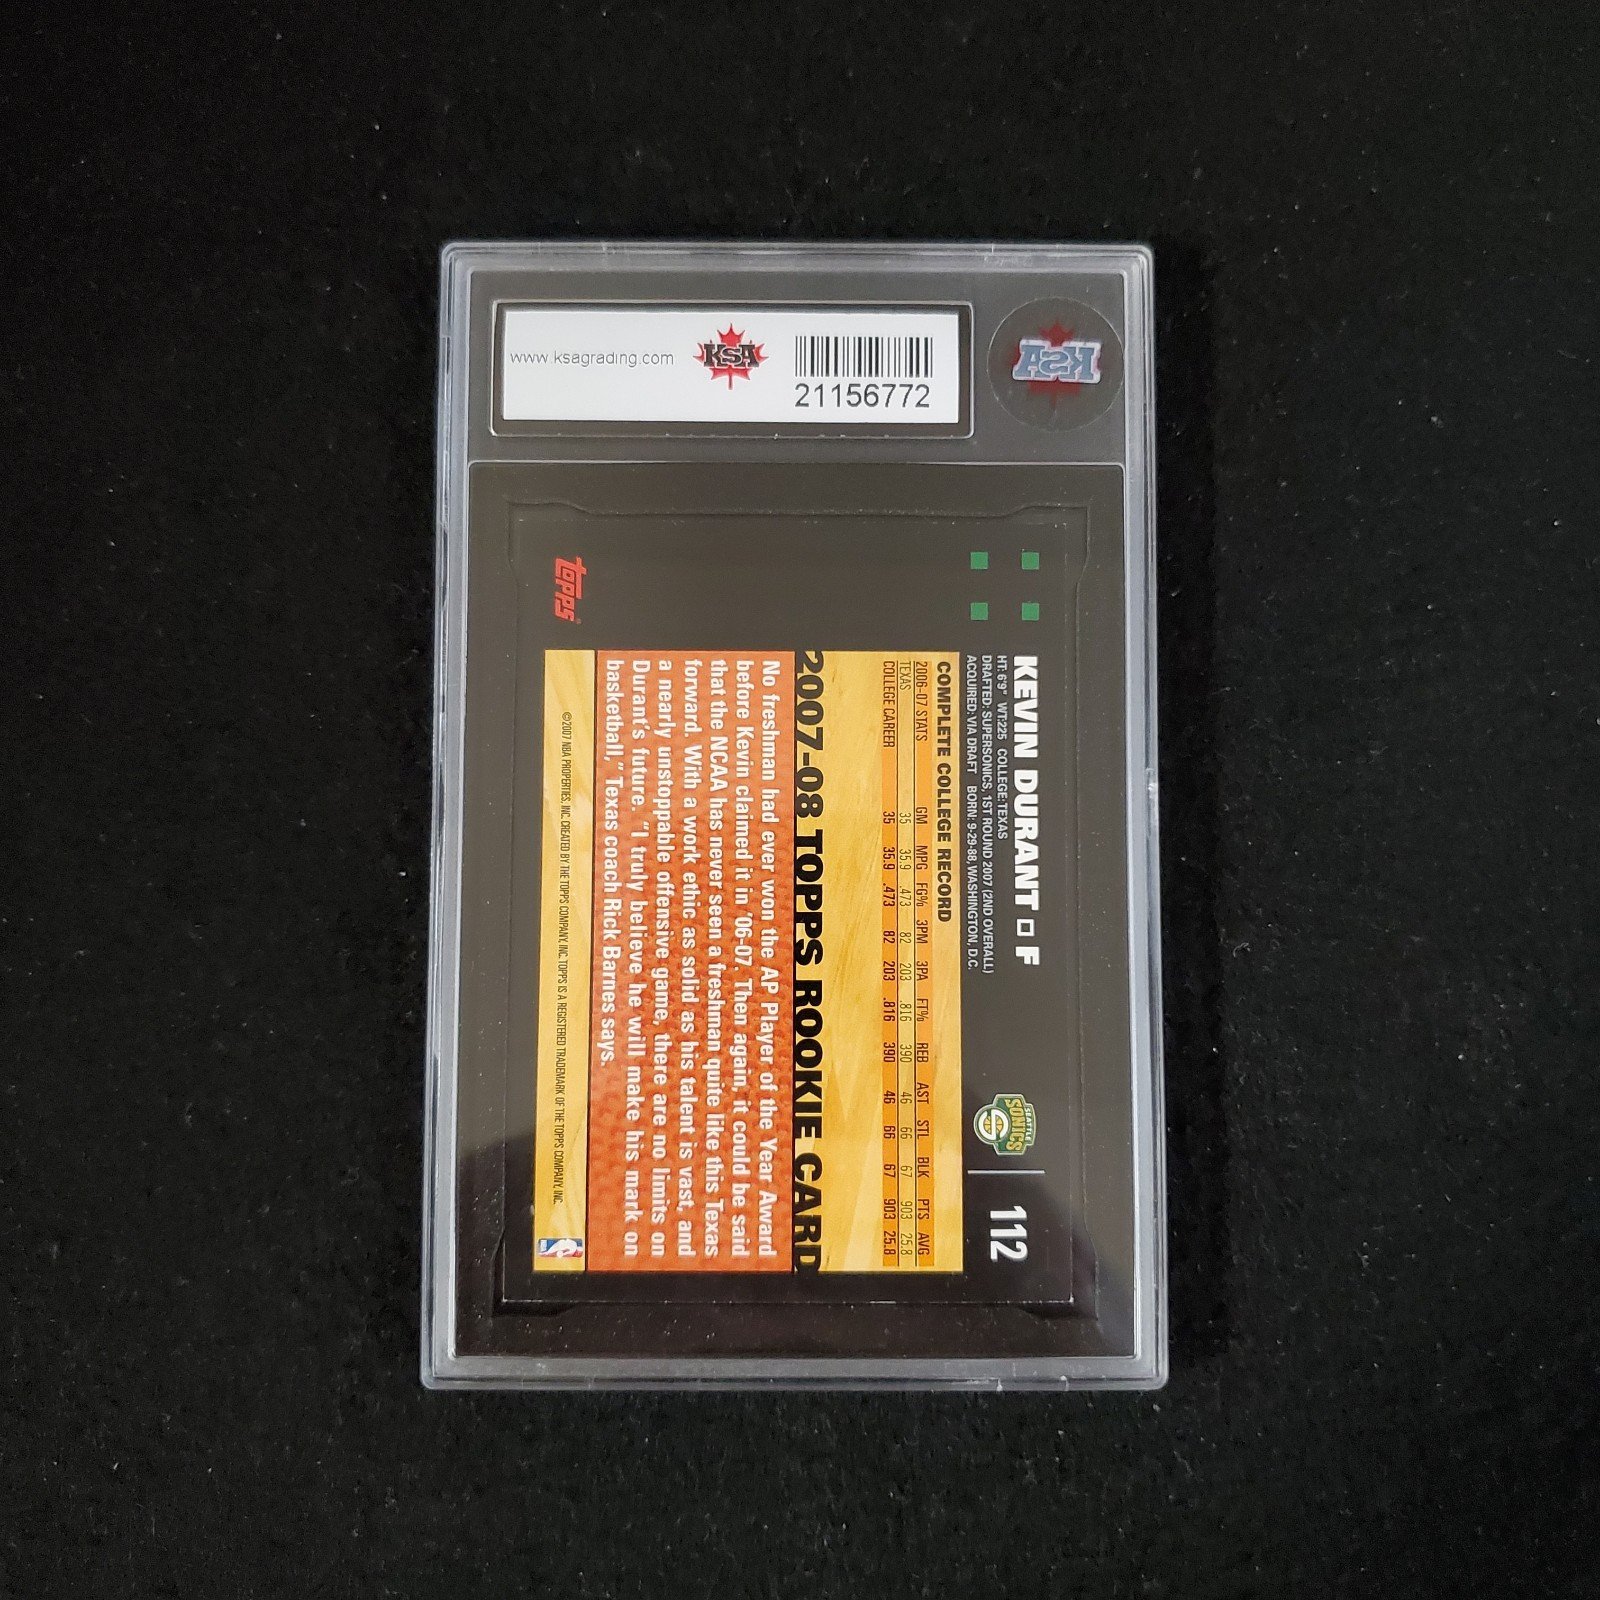 www.ksagrading.com
KSA
21156772
KSA
KEVIN DURANT F
HT: 6'9" WT:225 COLLEGE: TEXAS
DRAFTED: SUPERSONICS, 1ST ROUND 2007 (2ND OVERALL)
ACQUIRED: VIA DRAFT BORN: 9-29-88, WASHINGTON, D.C.
SEATTLE
SONICS
112
COMPLETE COLLEGE RECORD
2006-07 STATS GM MPG FG% 3PM 3PA FT% REB AST STL BLK PTS AVG
TEXAS 35 35.9 .473 82 203 .816 390 46 66 67 903 25.8
COLLEGE CAREER 35 35.9 .473 82 203 .816 390 46 66 67 903 25.8
2007-08 TOPPS ROOKIE CARD
No freshman had ever won the AP Player of the Year Award
before Kevin claimed it in '06-07. Then again, it could be said
that the NCAA has never seen a freshman quite like this Texas
forward. With a work ethic as solid as his talent is vast, and
a nearly unstoppable offensive game, there are no limits on
Durant's future. "I truly believe he will make his mark on
basketball," Texas coach Rick Barnes says.
©2007 NBA PROPERTIES, INC. CREATED BY THE TOPPS COMPANY, INC. TOPPS IS A REGISTERED TRADEMARK OF THE TOPPS COMPANY, INC.
topps